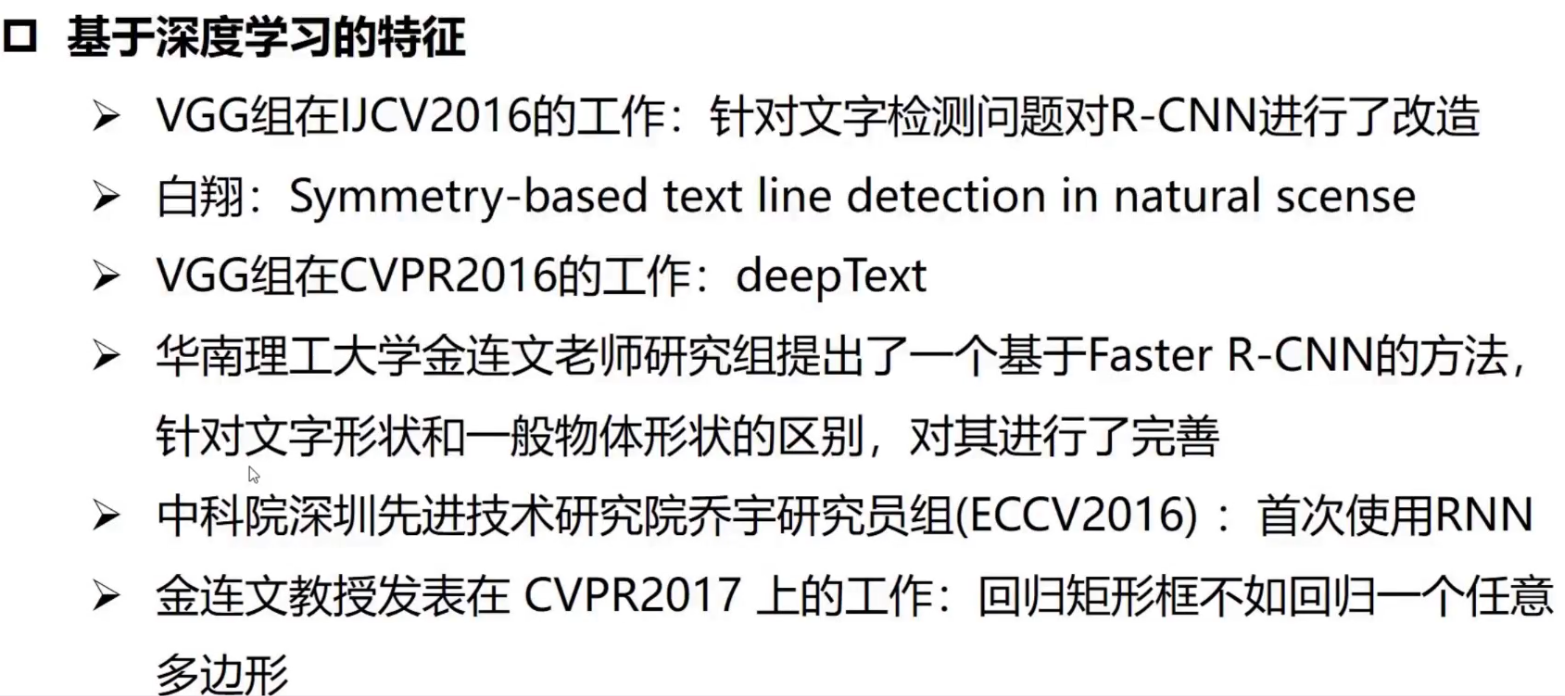 基于深度学习的特征
VGG组在IJCV2016的工作：针对文字检测问题对R-CNN进行了改造
白翔：Symmetry-based text line detection in natural scense
VGG组在CVPR2016的工作：deepText
华南理工大学金连文老师研究组提出了一个基于Faster R-CNN的方法，
针对文字形状和一般物体形状的区别，对其进行了完善
中科院深圳先进技术研究院乔宇研究员组(ECCV2016) ：首次使用RNN
金连文教授发表在 CVPR2017 上的工作：回归矩形框不如回归一个任意
多边形